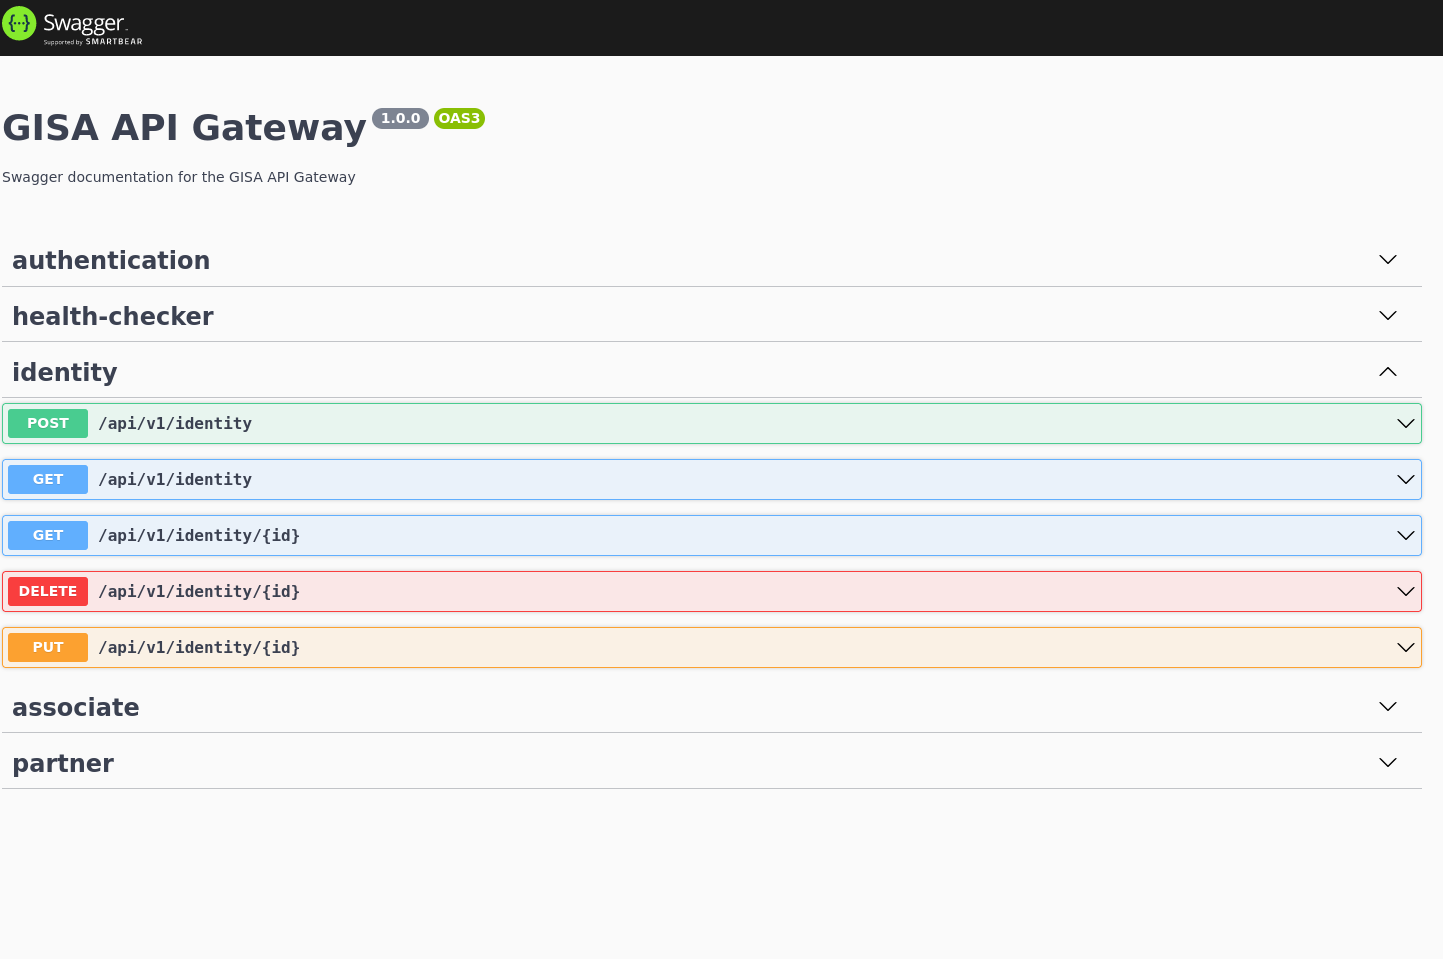 Swagger
Supported by SMARTBEAR
GISA API Gateway 1.0.0 OAS3
Swagger documentation for the GISA API Gateway
authentication
health-checker
identity
POST /api/v1/identity
GET /api/v1/identity
GET /api/v1/identity/{id}
DELETE /api/v1/identity/{id}
PUT /api/v1/identity/{id}
associate
partner